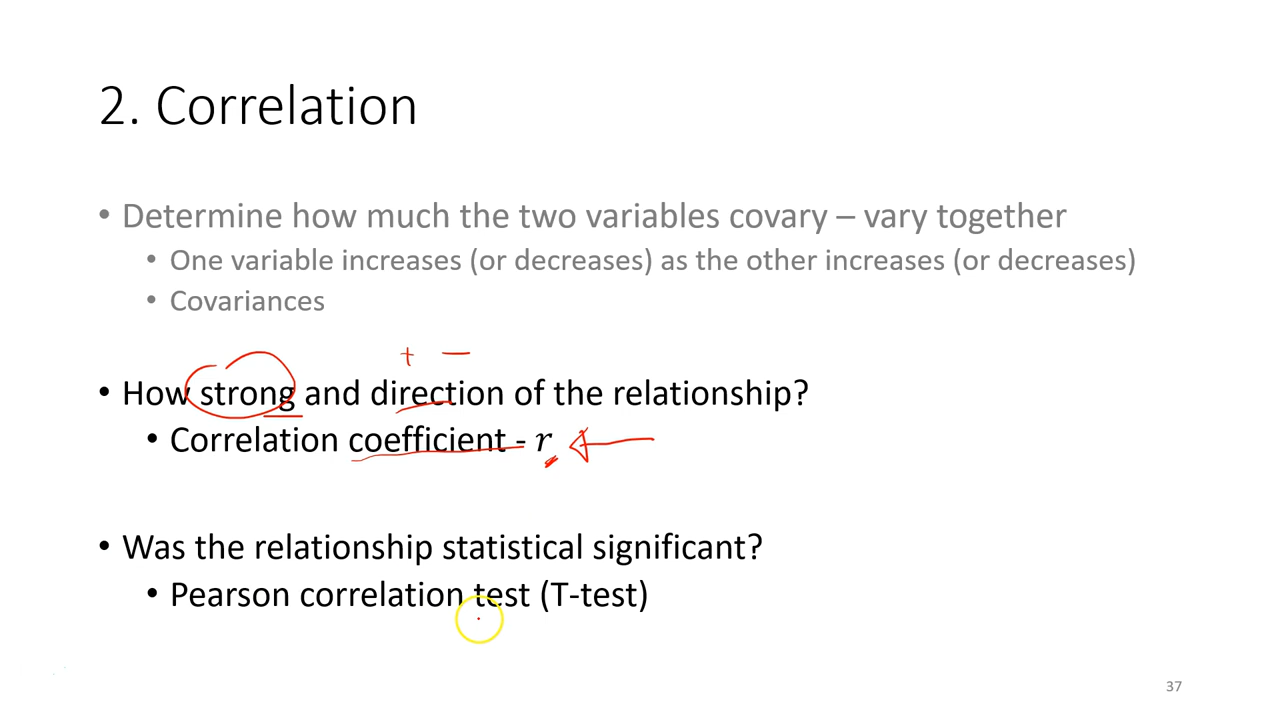 2. Correlation
• Determine how much the two variables covary – vary together
• One variable increases (or decreases) as the other increases (or decreases)
• Covariances
+ –
• How strong and direction of the relationship?
• Correlation coefficient - r
• Was the relationship statistical significant?
• Pearson correlation test (T-test)
37